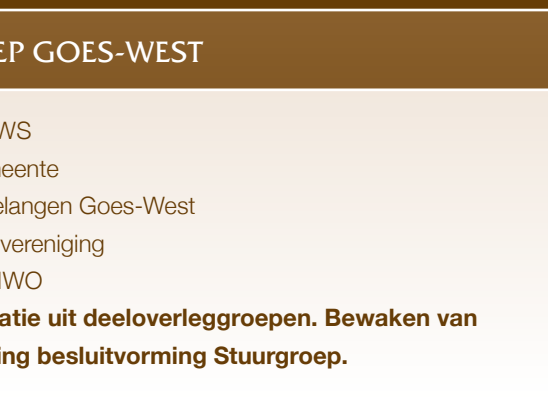 EP GOES-WEST
WS
eente
elangen Goes-West
vereniging
WO
atie uit deeloverleggroepen. Bewaken van
ing besluitvorming Stuurgroep.